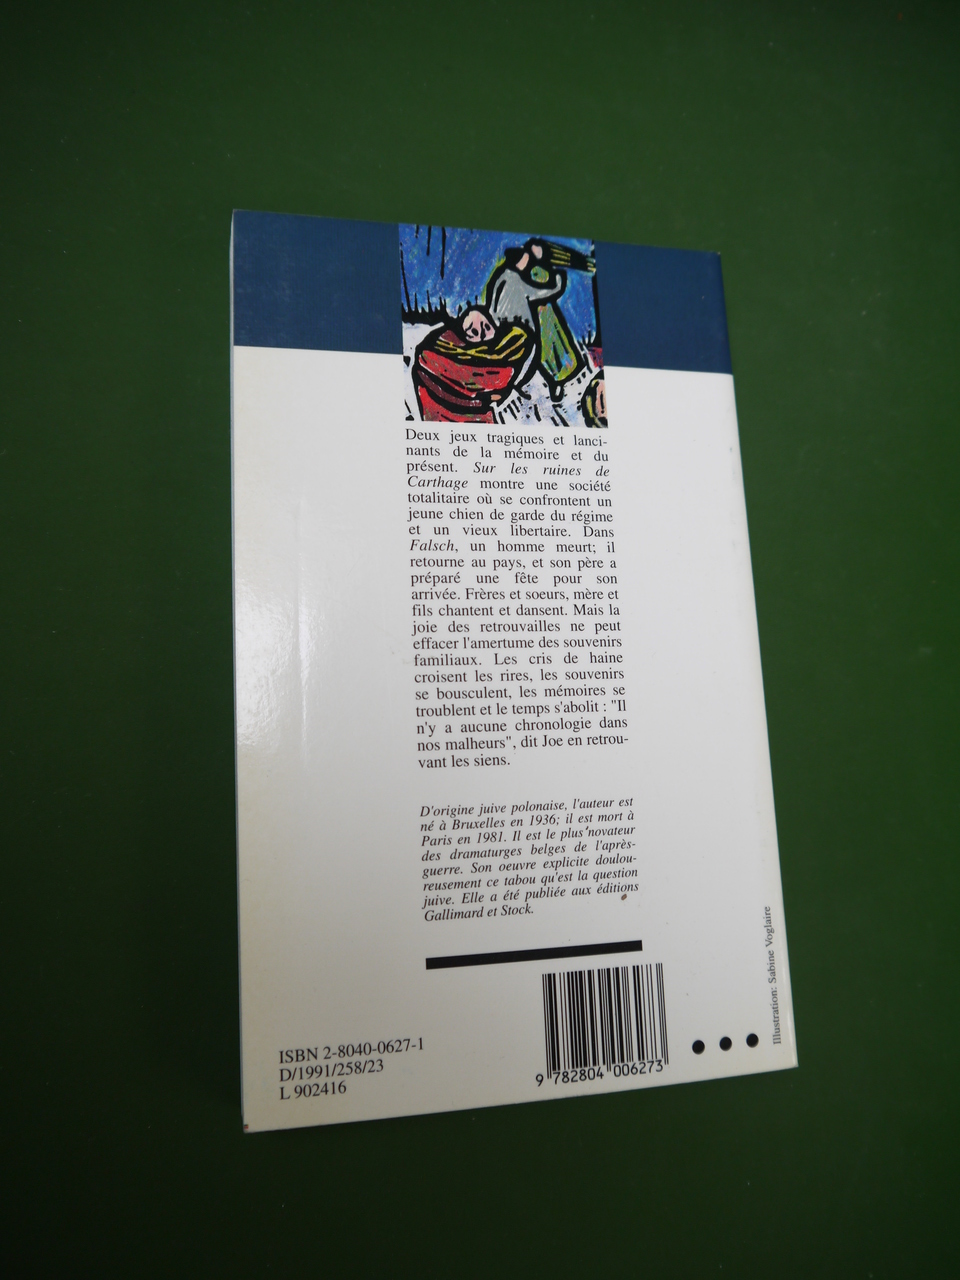 Deux jeux tragiques et lanci-
nants de la mémoire et du
présent. Sur les ruines de
Carthage montre une société
totalitaire où se confrontent un
jeune chien de garde du régime
et un vieux libertaire. Dans
Falsch, un homme meurt; il
retourne au pays, et son père a
préparé une fête pour son
arrivée. Frères et soeurs, mère et
fils chantent et dansent. Mais la
joie des retrouvailles ne peut
effacer l'amertume des souvenirs
familiaux. Les cris de haine
croisent les rires, les souvenirs
se bousculent, les mémoires se
troublent et le temps s'abolit : "Il
n'y a aucune chronologie dans
nos malheurs", dit Joe en retrou-
vant les siens.
D'origine juive polonaise, l'auteur est
né à Bruxelles en 1936; il est mort à
Paris en 1981. Il est le plus novateur
des dramaturges belges de l'après-
guerre. Son oeuvre explicite doulou-
reusement ce tabou qu'est la question
juive. Elle a été publiée aux éditions
Gallimard et Stock.
Illustration: Sabine Voglaire
ISBN 2-8040-0627-1
D/1991/258/23
L 902416
9 782804 006273